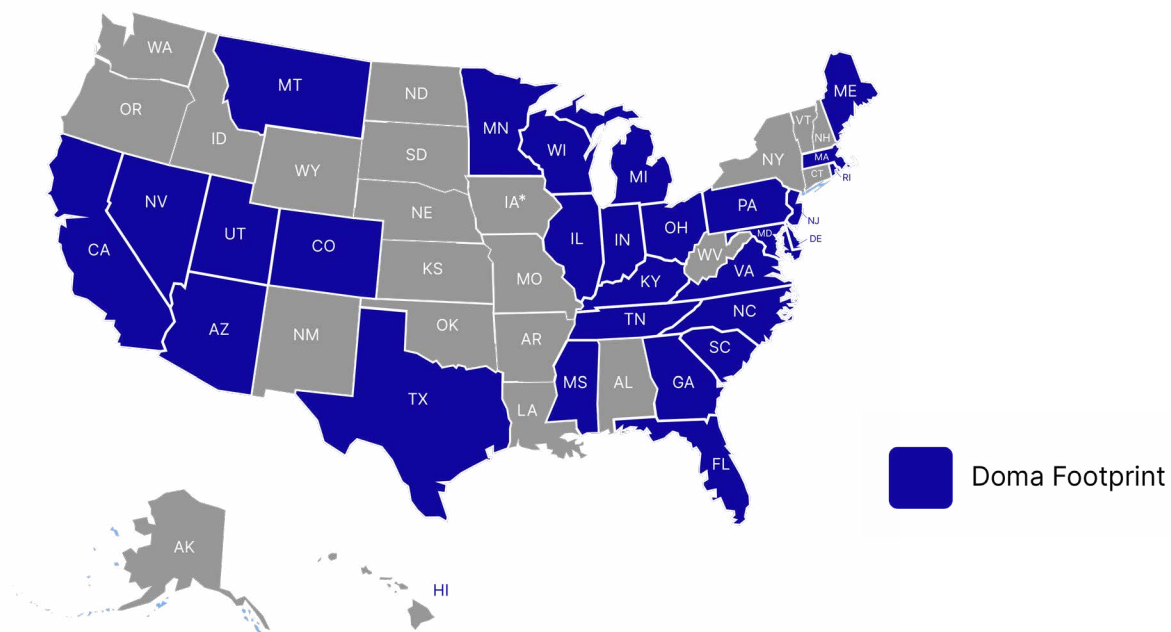 WA
MT
ND
MN
ME
OR
ID
SD
WI
MI
VT
NH
NY
MA
CT
RI
WY
NE
IA*
NV
UT
CO
CA
KS
MO
IL
IN
OH
PA
NJ
MD
DE
WV
VA
KY
AZ
NM
OK
AR
TN
NC
SC
TX
LA
MS
AL
GA
FL
Doma Footprint
AK
HI